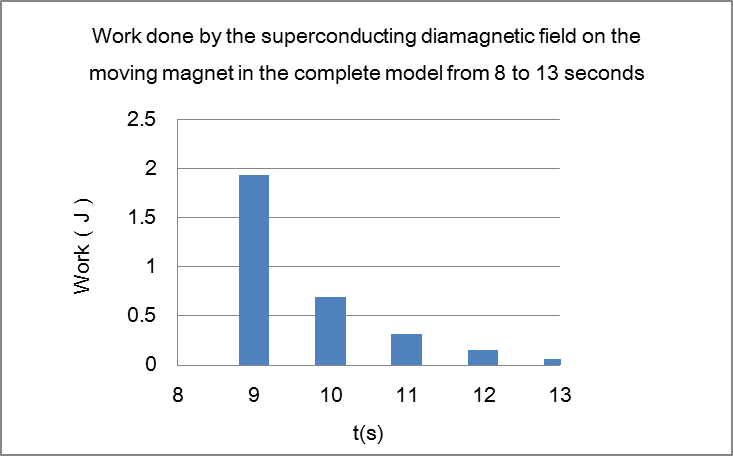 Work done by the superconducting diamagnetic field on the
moving magnet in the complete model from 8 to 13 seconds
2.5
2
1.5
1
0.5
0
Work ( J )
8 9 10 11 12 13
t(s)